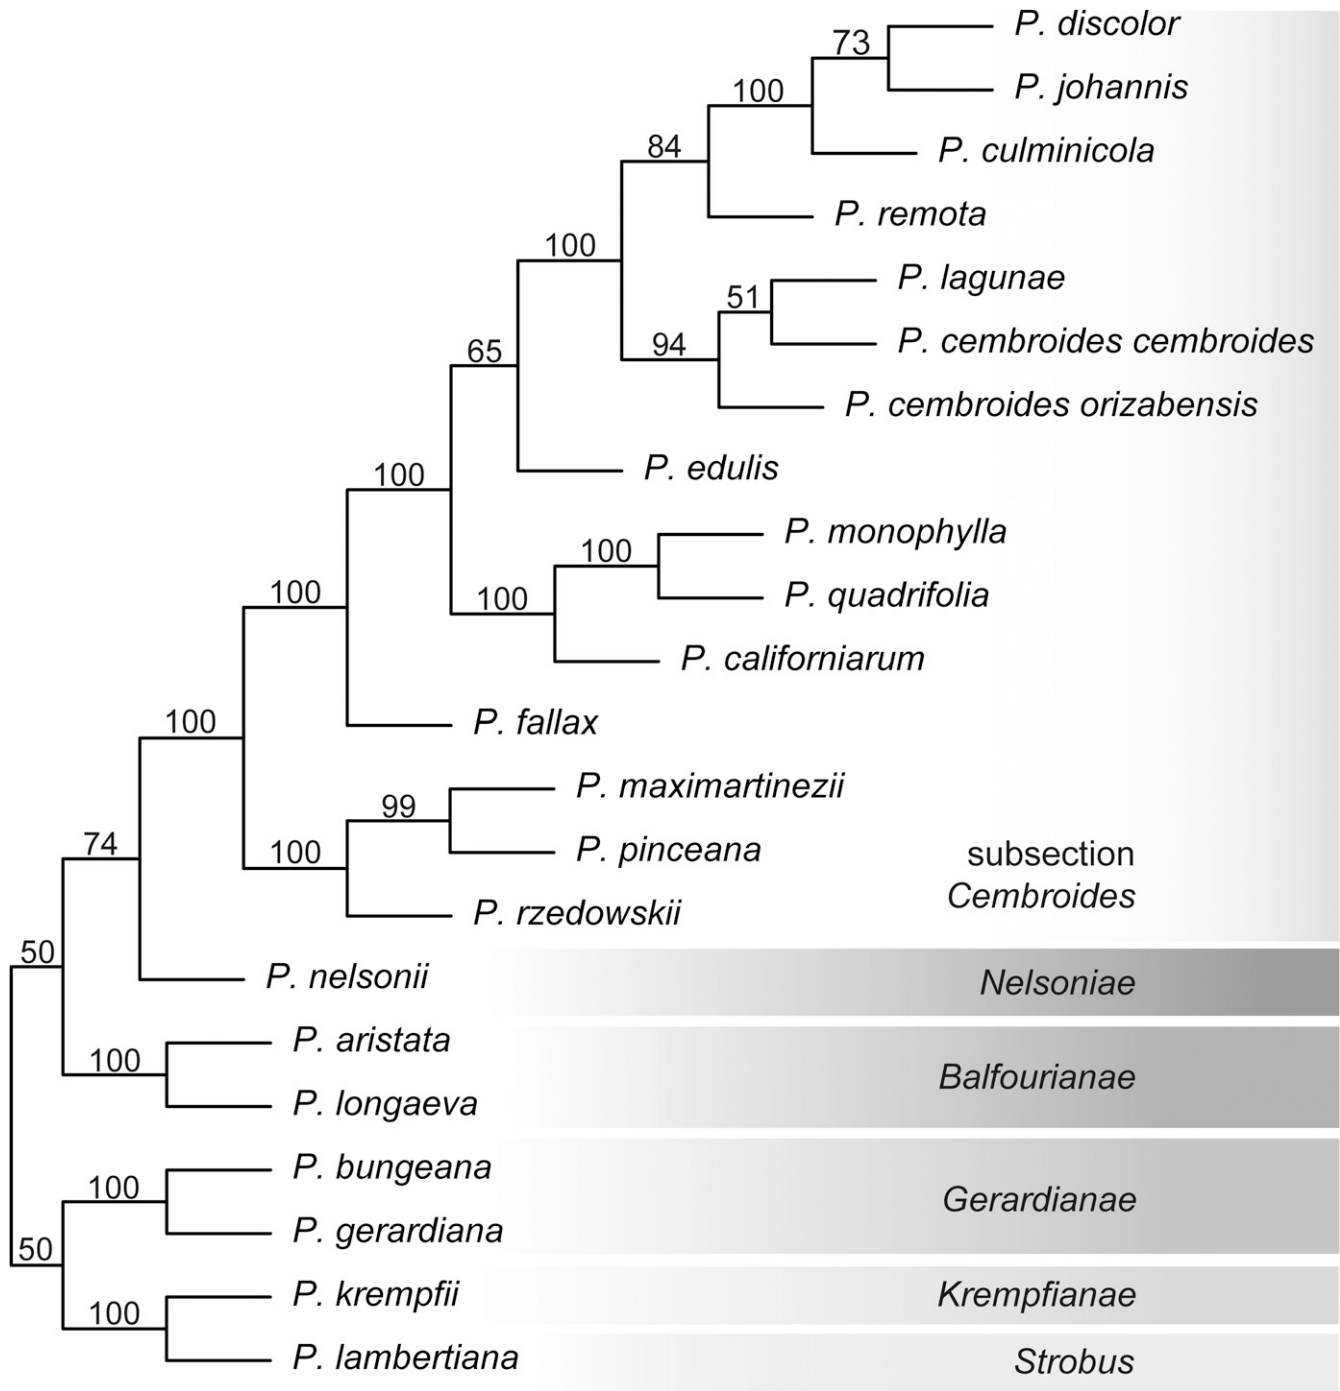 P. discolor
73
P. johannis
100
P. culminicola
84
P. remota
100
P. lagunae
51
P. cembroides cembroides
94
65
P. cembroides orizabensis
P. edulis
100
P. monophylla
100
P. quadrifolia
100
100
P. californiarum
P. fallax
100
P. maximartinezii
99
P. pinceana
100
74
subsection
Cembroides
P. rzedowskii
50
P. nelsonii
Nelsoniae
P. aristata
100
Balfourianae
P. longaeva
P. bungeana
100
Gerardianae
P. gerardiana
50
P. krempfii
Krempfianae
100
P. lambertiana
Strobus